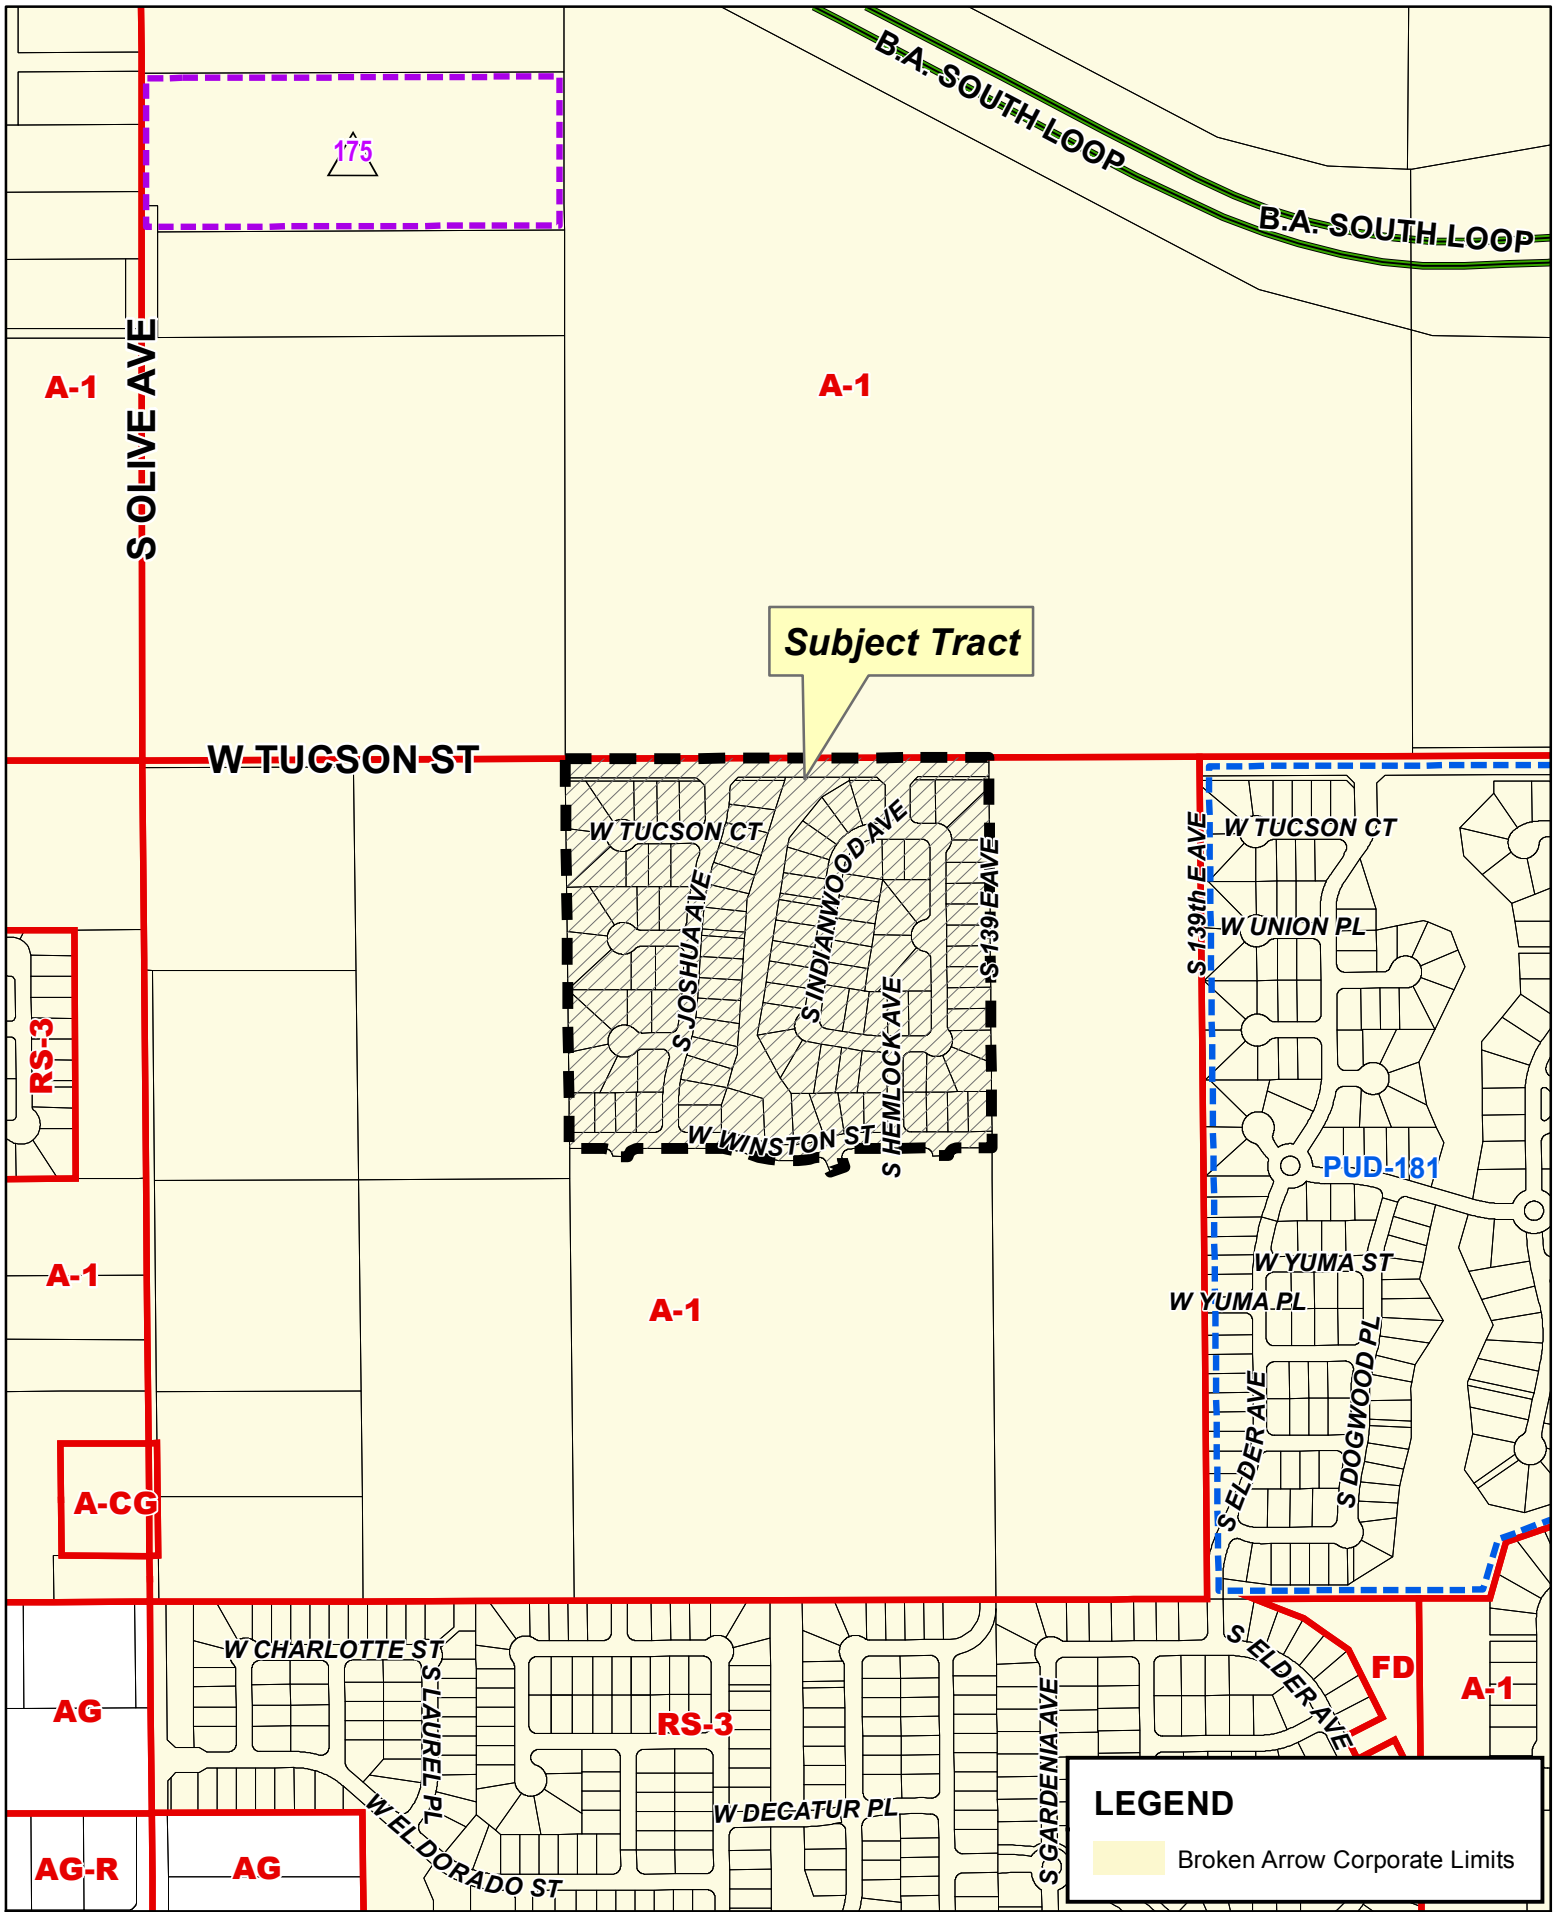 B.A. SOUTH LOOP
175
B.A. SOUTH LOOP
A-1
S OLIVE AVE
A-1
Subject Tract
W TUCSON ST
W TUCSON CT
S INDIANWOOD AVE
S 139 E AVE
S 139th E AVE
W TUCSON CT
S JOSHUA AVE
W UNION PL
RS-3
S HEMLOCK AVE
W WINSTON ST
PUD-181
A-1
W YUMA ST
W YUMA PL
A-1
S DOGWOOD PL
S ELDER AVE
A-CG
W CHARLOTTE ST
S ELDER AVE
FD
S LAUREL PL
A-1
AG
RS-3
S GARDENIA AVE
W DECATUR PL
W ELDORADO ST
AG-R
AG
LEGEND
Broken Arrow Corporate Limits